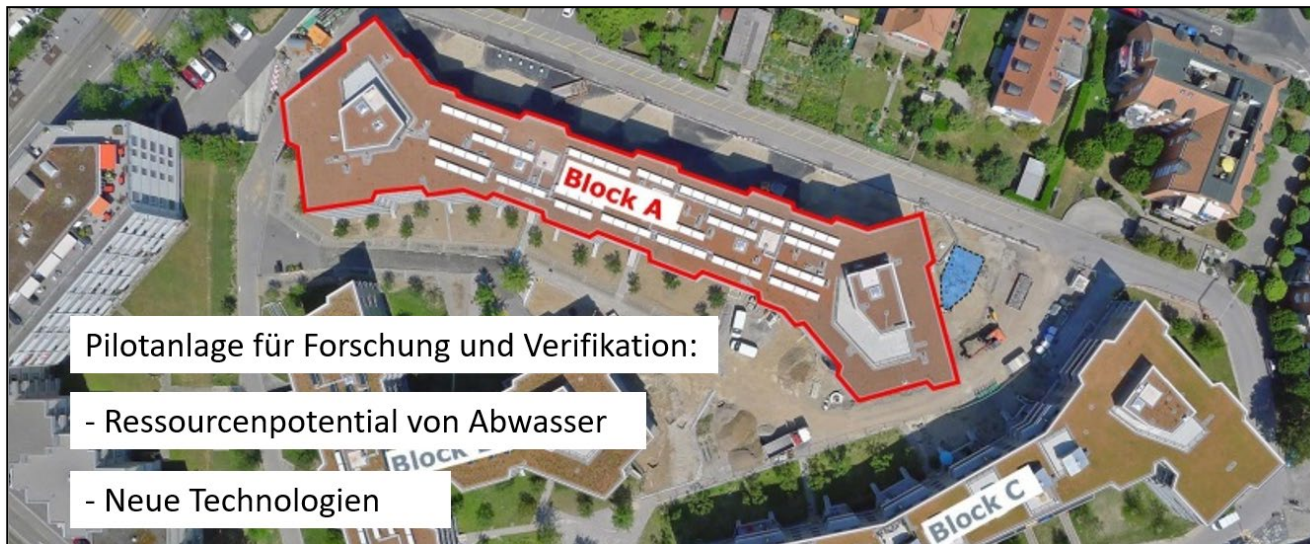 Block A
Pilotanlage für Forschung und Verifikation:
- Ressourcenpotential von Abwasser
Block
- Neue Technologien
Block C